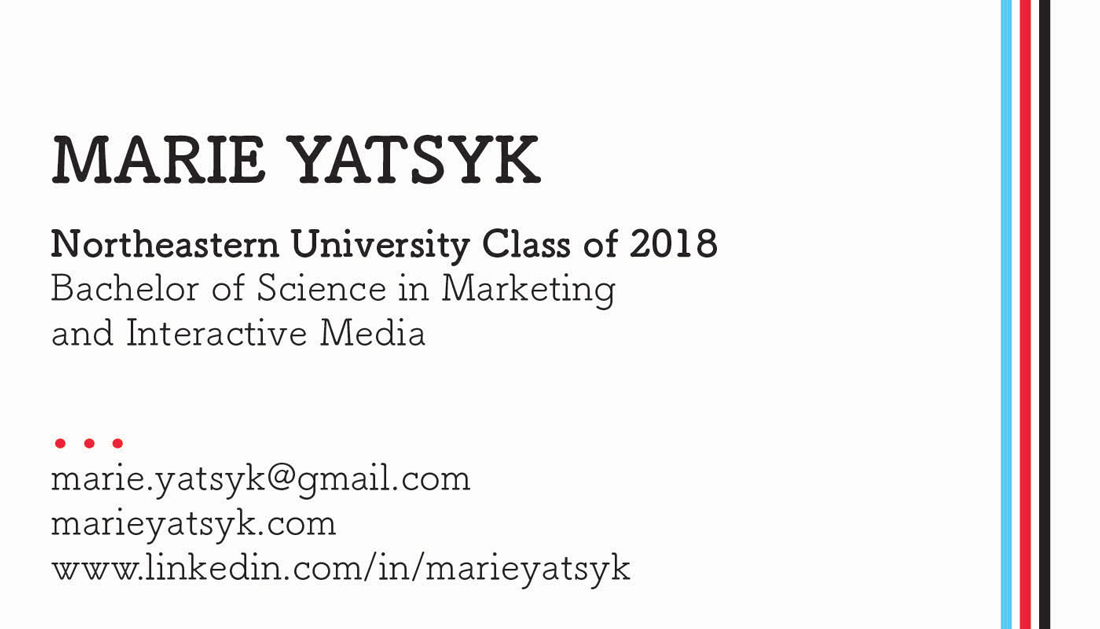 MARIE YATSYK
Northeastern University Class of 2018
Bachelor of Science in Marketing
and Interactive Media
marie.yatsyk@gmail.com
marieyatsyk.com
www.linkedin.com/in/marieyatsyk